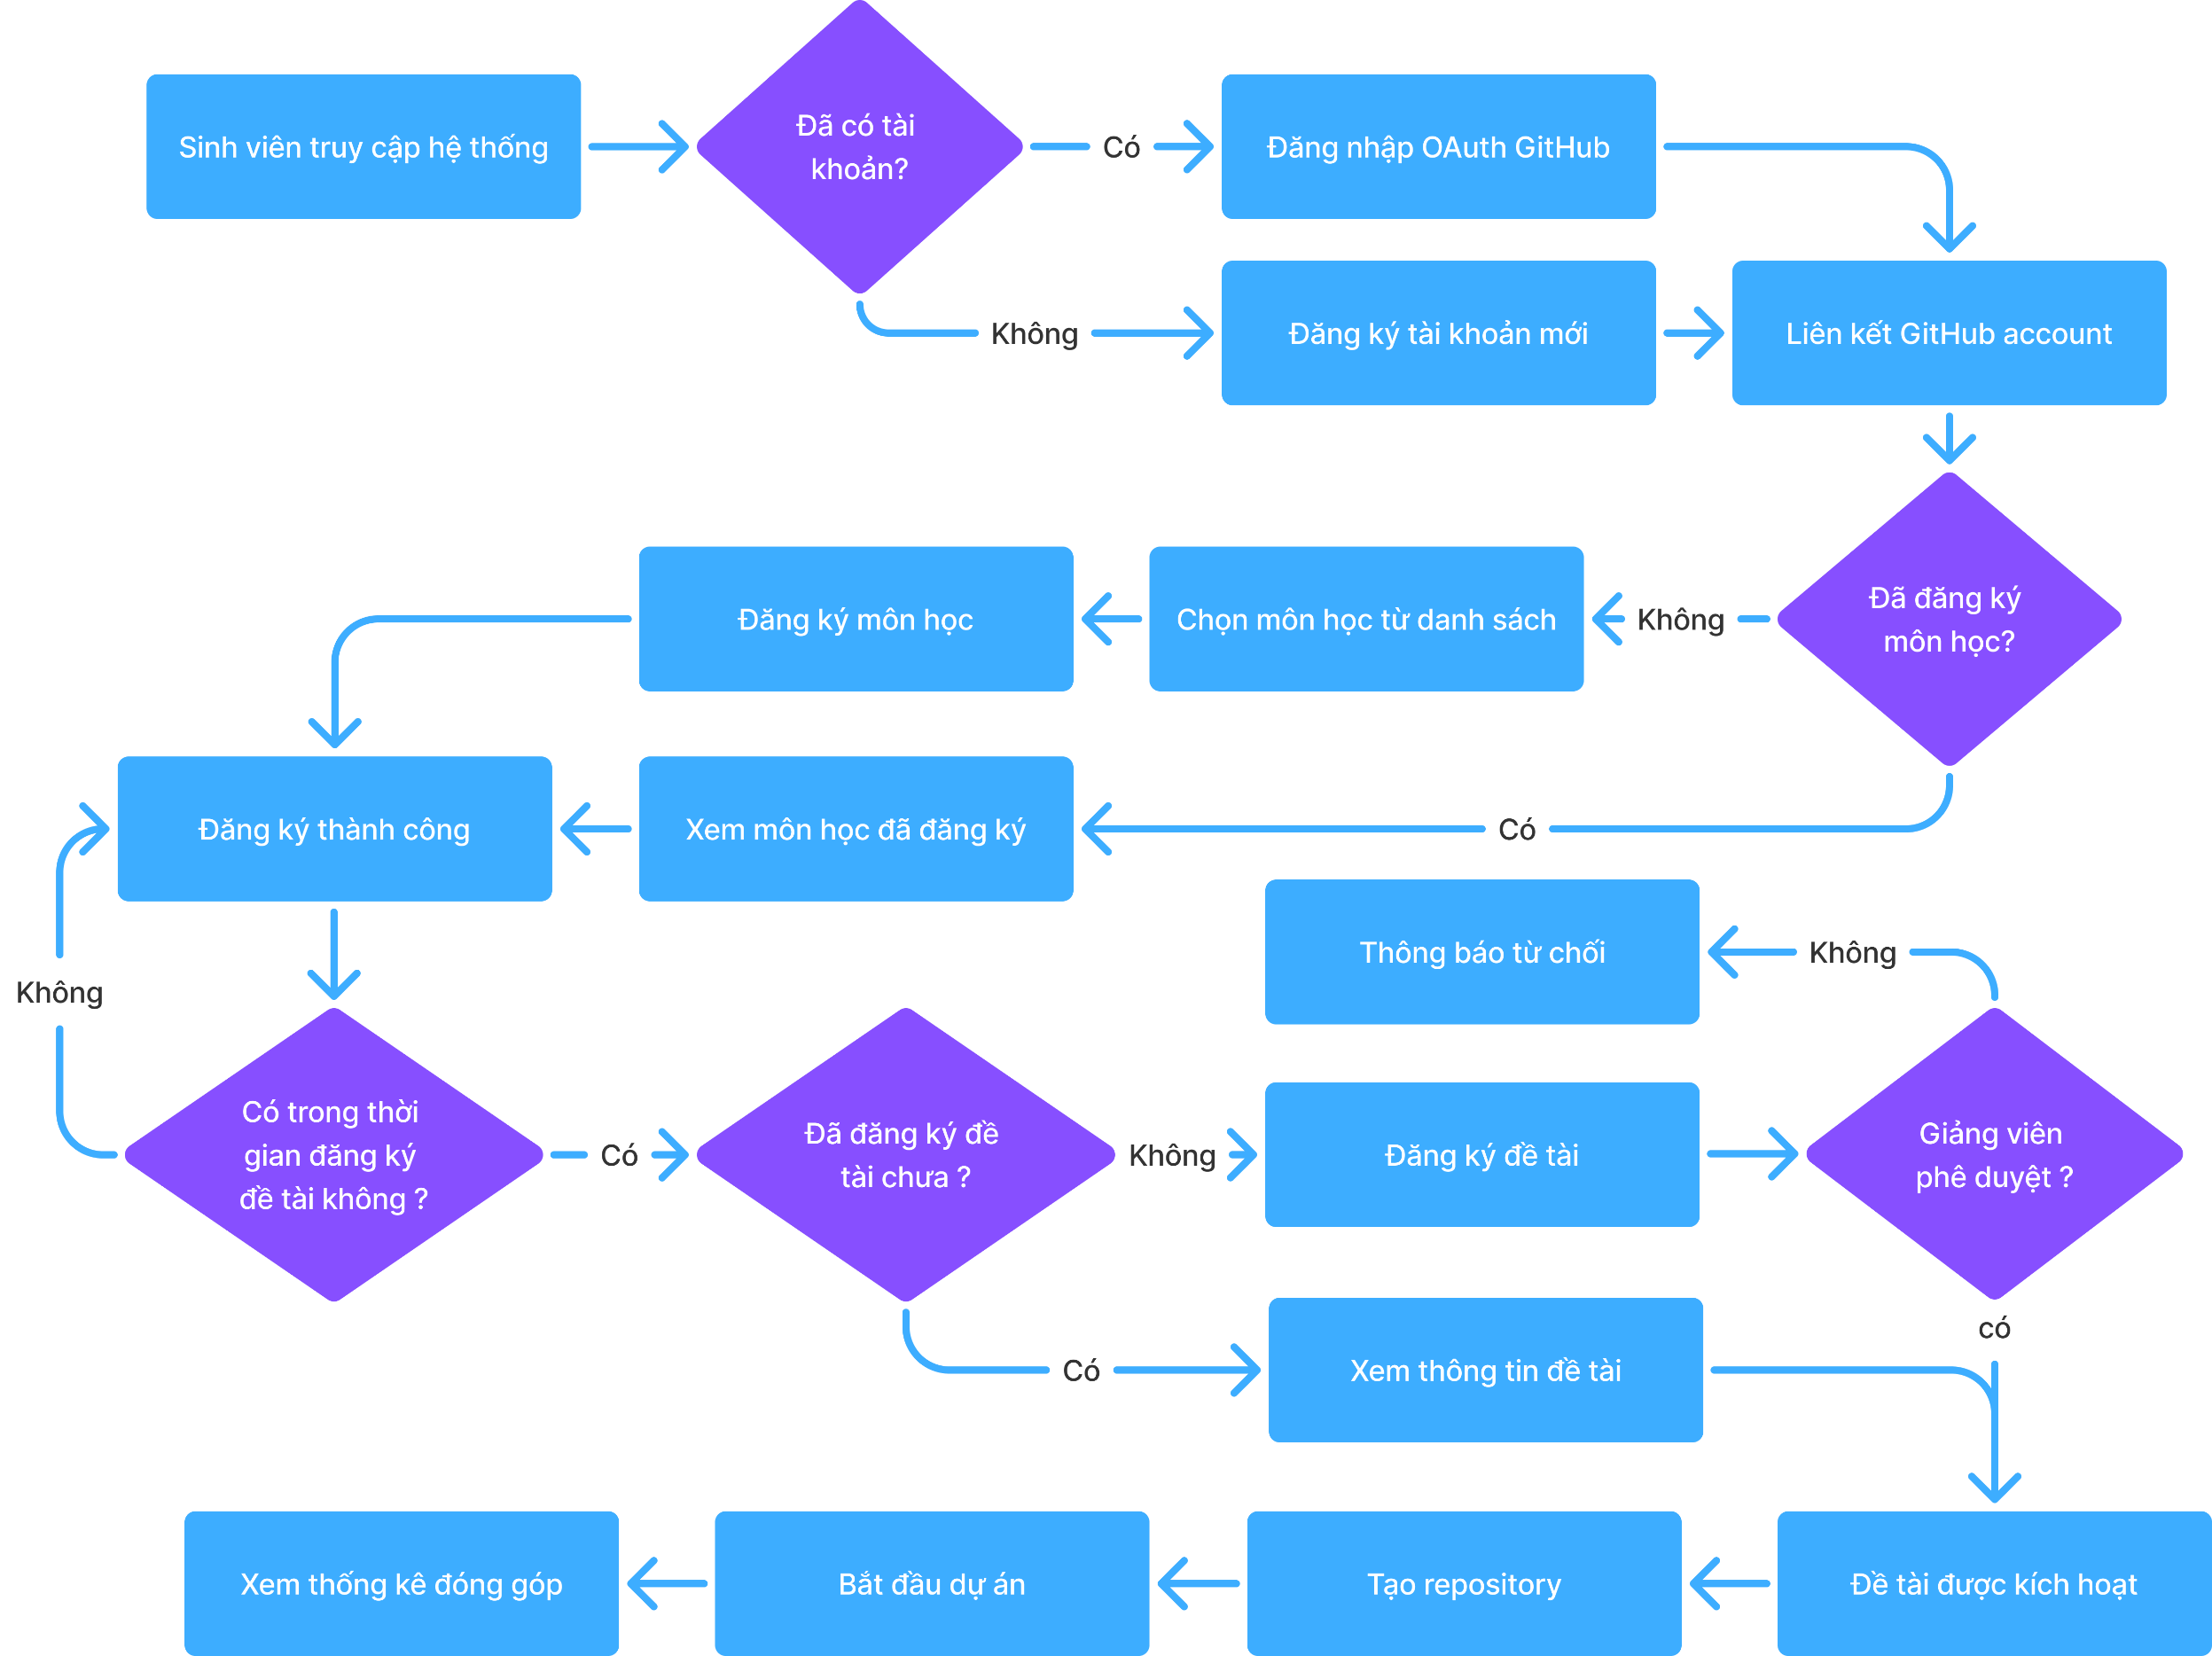 Sinh viên truy cập hệ thống
Đã có tài
khoản?
Có
Đăng nhập OAuth GitHub
Không
Đăng ký tài khoản mới
Liên kết GitHub account
Đã đăng ký
môn học?
Không
Chọn môn học từ danh sách
Đăng ký môn học
Có
Xem môn học đã đăng ký
Đăng ký thành công
Không
Có trong thời
gian đăng ký
đề tài không ?
Có
Đã đăng ký đề
tài chưa ?
Không
Đăng ký đề tài
Giảng viên
phê duyệt ?
Không
Thông báo từ chối
có
Có
Xem thông tin đề tài
Đề tài được kích hoạt
Tạo repository
Bắt đầu dự án
Xem thống kê đóng góp